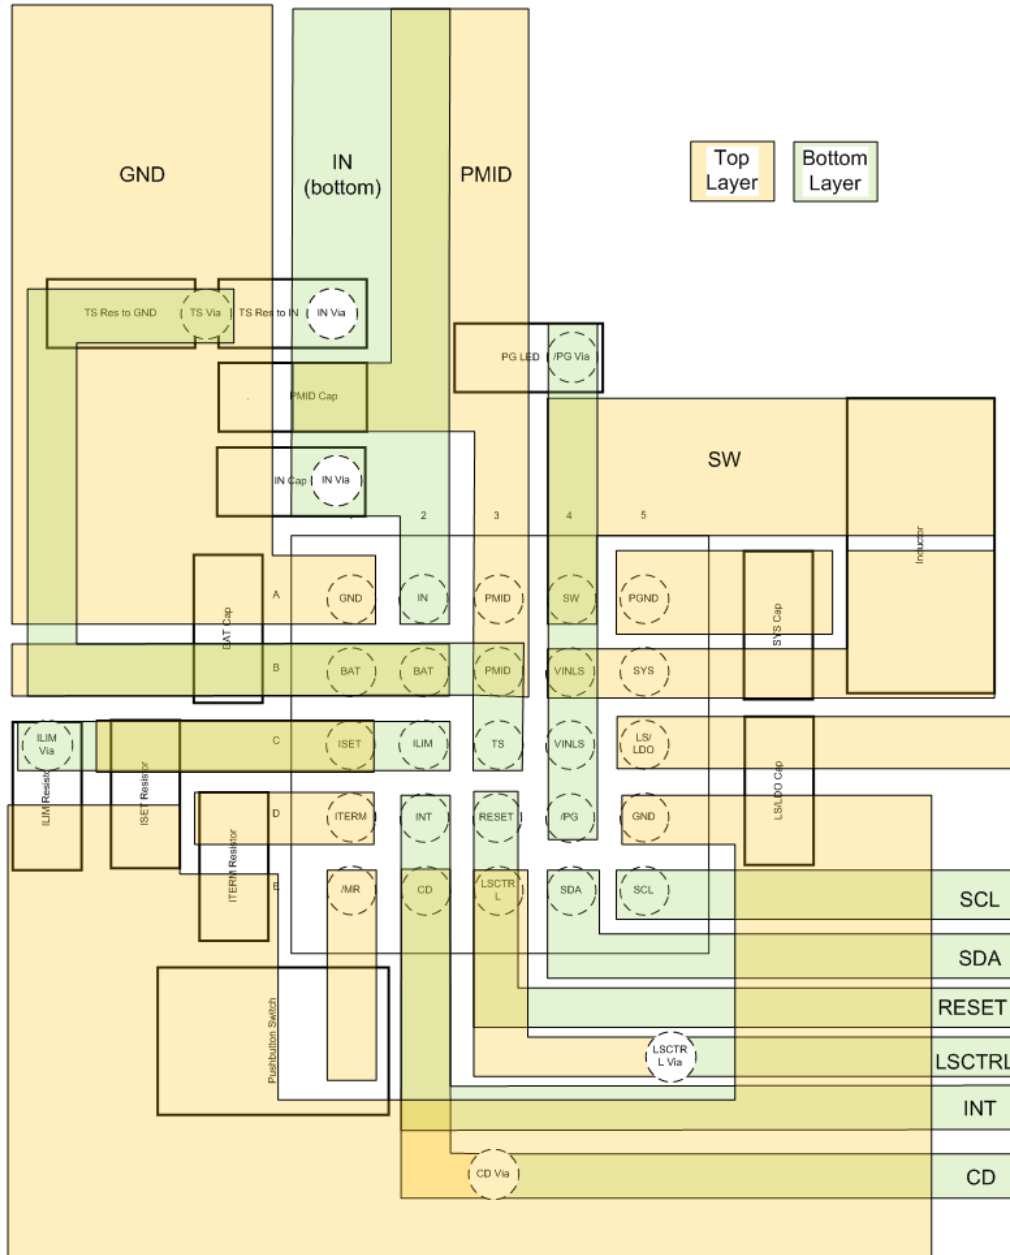 GND
IN
(bottom)
PMID
Top
Layer
Bottom
Layer
TS Res to GND
TS Via
TS Res to IN
IN Via
PG LED
/PG Via
PMID Cap
SW
IN Cap
IN Via
2
3
4
5
Inductor
A
GND
IN
PMID
SW
PGND
BAT Cap
SYS Cap
B
BAT
BAT
PMID
VINLS
SYS
ILIM
Via
C
ISET
ILIM
TS
VINLS
LS/
LDO
ILIM Resistor
ISET Resistor
LS/LDO Cap
D
ITERM
INT
RESET
/PG
GND
ITERM Resistor
E
/MR
CD
LSCTR
L
SDA
SCL
SCL
SDA
Pushbutton Switch
RESET
LSCTR
L Via
LSCTRL
INT
CD Via
CD